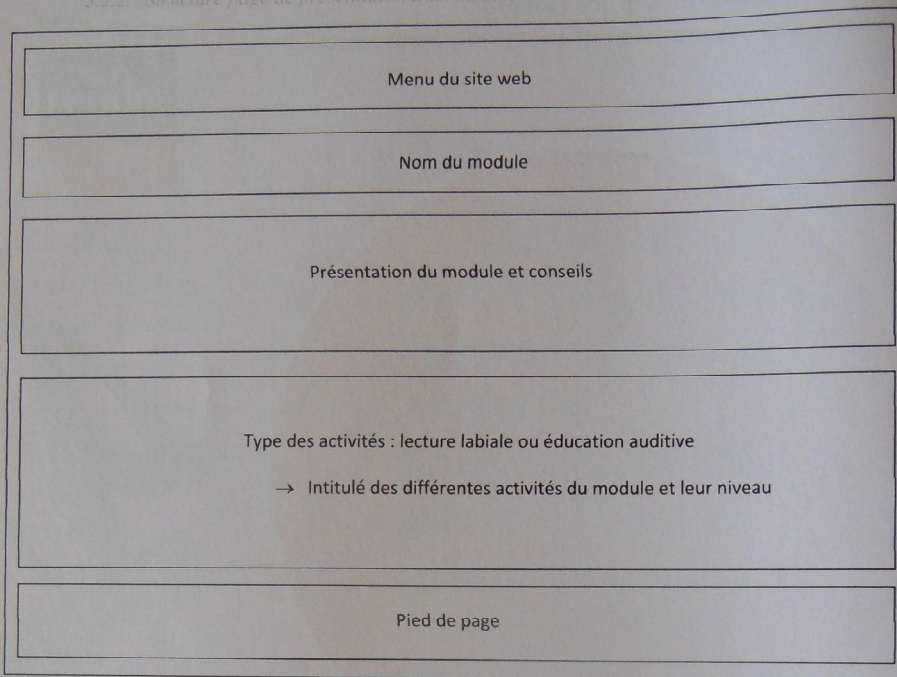 Menu du site web
Nom du module
Présentation du module et conseils
Type des activités : lecture labiale ou éducation auditive
→ Intitulé des différentes activités du module et leur niveau
Pied de page